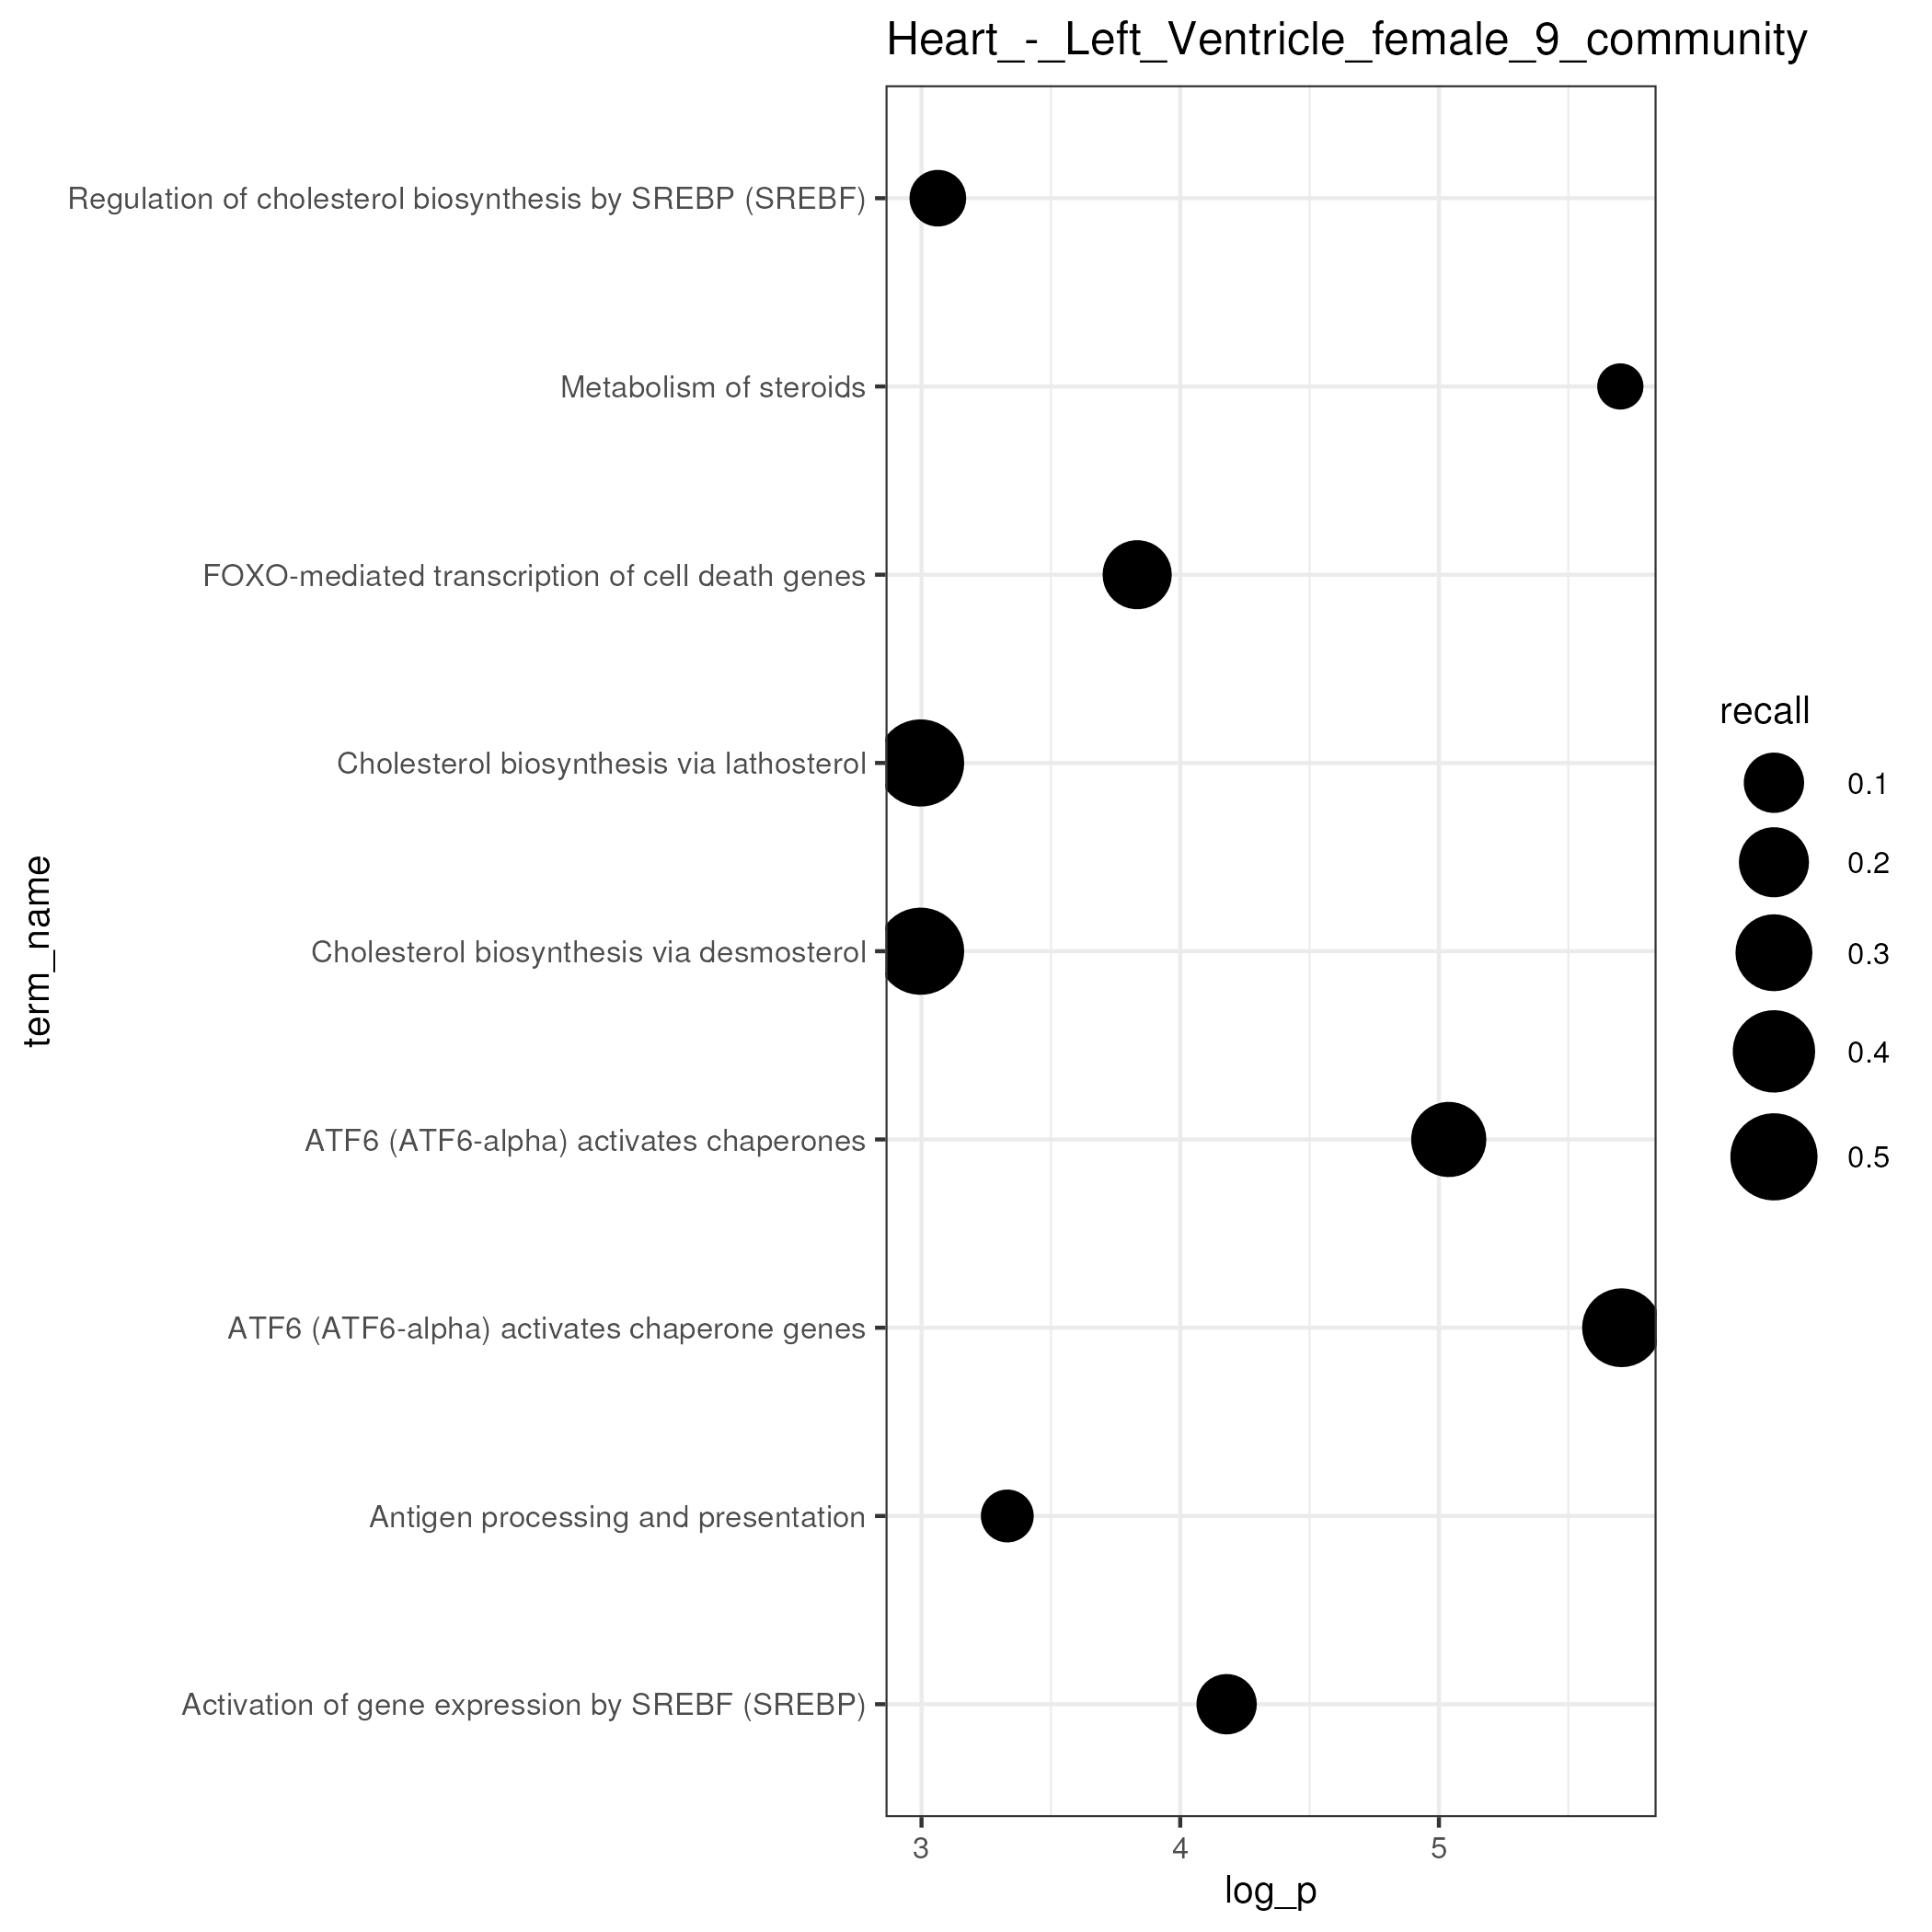 Heart_-_Left_Ventricle_female_9_community
Regulation of cholesterol biosynthesis by SREBP (SREBF)
Metabolism of steroids
FOXO-mediated transcription of cell death genes
Cholesterol biosynthesis via lathosterol
Cholesterol biosynthesis via desmosterol
ATF6 (ATF6-alpha) activates chaperones
ATF6 (ATF6-alpha) activates chaperone genes
Antigen processing and presentation
Activation of gene expression by SREBF (SREBP)
term_name
3
4
5
log_p
recall
0.1
0.2
0.3
0.4
0.5